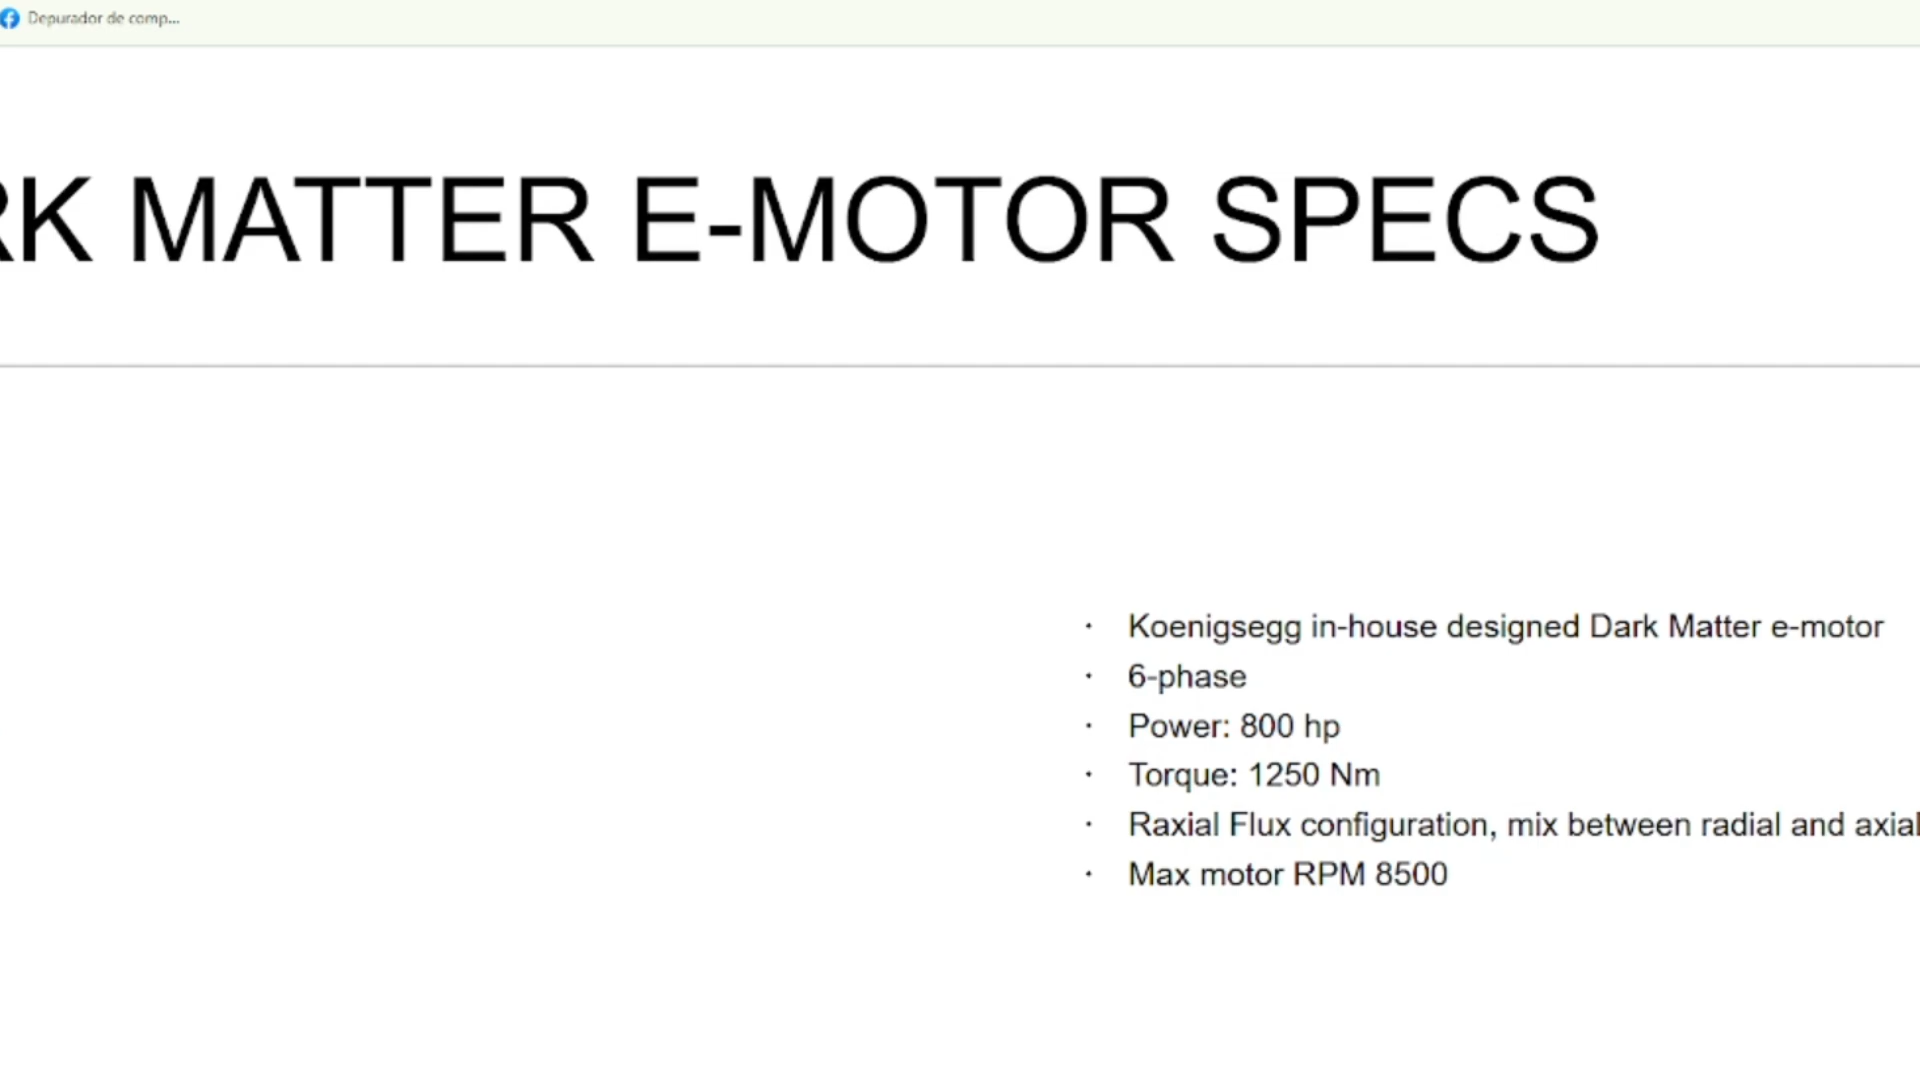 Depurador de comp...
RK MATTER E-MOTOR SPECS
· Koenigsegg in-house designed Dark Matter e-motor
· 6-phase
· Power: 800 hp
· Torque: 1250 Nm
· Raxial Flux configuration, mix between radial and axial
· Max motor RPM 8500